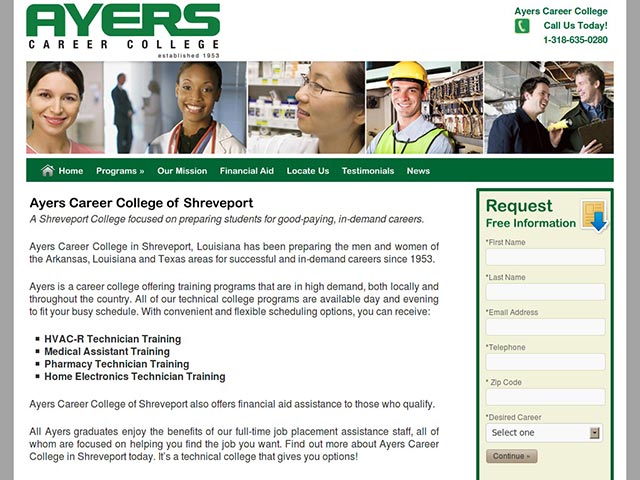 AYERS
CAREER COLLEGE
established 1953
Ayers Career College
Call Us Today!
1-318-635-0280
Home
Programs »
Our Mission
Financial Aid
Locate Us
Testimonials
News
Ayers Career College of Shreveport
A Shreveport College focused on preparing students for good-paying, in-demand careers.
Ayers Career College in Shreveport, Louisiana has been preparing the men and women of
the Arkansas, Louisiana and Texas areas for successful and in-demand careers since 1953.
Ayers is a career college offering training programs that are in high demand, both locally and
throughout the country. All of our technical college programs are available day and evening
to fit your busy schedule. With convenient and flexible scheduling options, you can receive:
HVAC-R Technician Training
Medical Assistant Training
Pharmacy Technician Training
Home Electronics Technician Training
Ayers Career College of Shreveport also offers financial aid assistance to those who qualify.
All Ayers graduates enjoy the benefits of our full-time job placement assistance staff, all of
whom are focused on helping you find the job you want. Find out more about Ayers Career
College in Shreveport today. It's a technical college that gives you options!
Request
Free Information
*First Name
*Last Name
*Email Address
*Telephone
* Zip Code
*Desired Career
Select one
Continue »